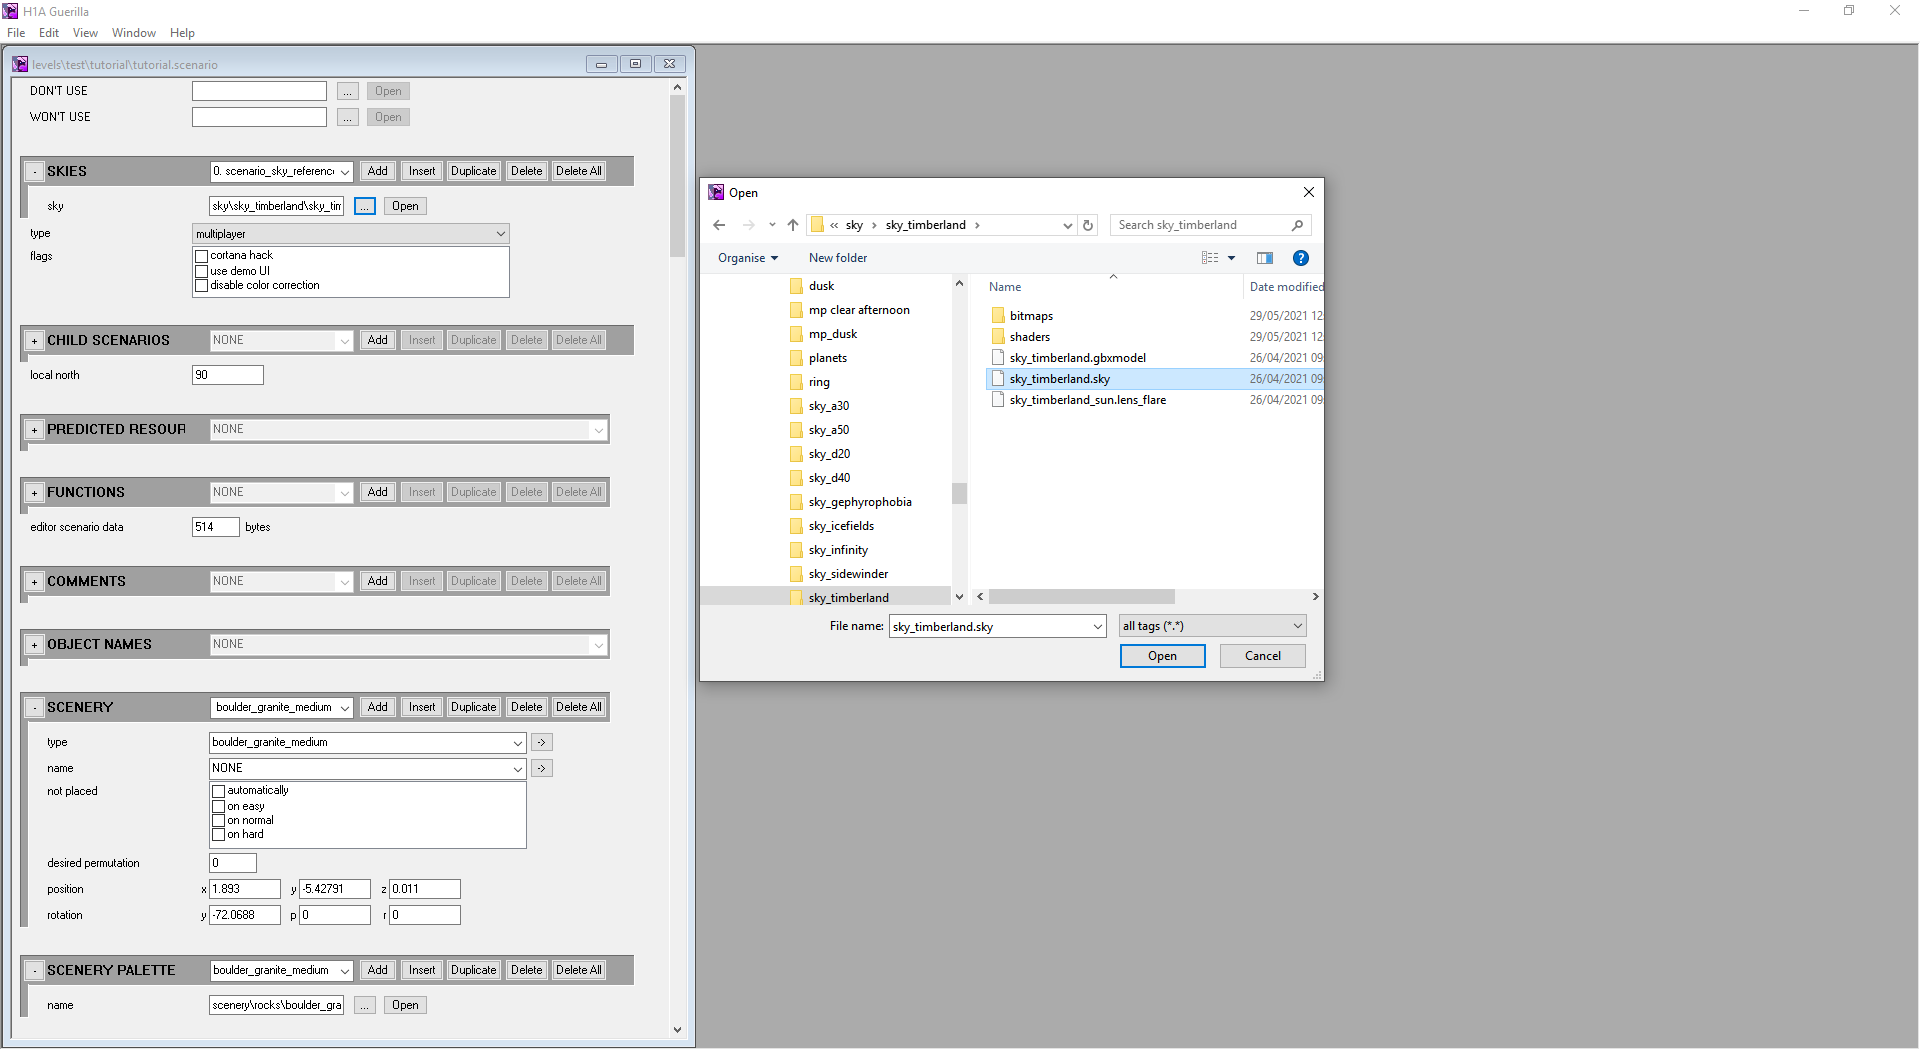 H1A Guerilla
File Edit View Window Help
levels\test\tutorial\tutorial.scenario
DON'T USE ... Open
WON'T USE ... Open
- SKIES 0. scenario_sky_referenc Add Insert Duplicate Delete Delete All
sky sky\sky_timberland\sky_tim ... Open
type multiplayer
flags cortana hack
use demo UI
disable color correction
+ CHILD SCENARIOS NONE Add Insert Duplicate Delete Delete All
local north 90
+ PREDICTED RESOUR NONE
+ FUNCTIONS NONE Add Insert Duplicate Delete Delete All
editor scenario data 514 bytes
+ COMMENTS NONE Add Insert Duplicate Delete Delete All
+ OBJECT NAMES NONE
- SCENERY boulder_granite_medium Add Insert Duplicate Delete Delete All
type boulder_granite_medium ->
name NONE ->
not placed automatically
on easy
on normal
on hard
desired permutation 0
position x 1.893 y -5.42791 z 0.011
rotation y -72.0688 p 0 r 0
- SCENERY PALETTE boulder_granite_medium Add Insert Duplicate Delete Delete All
name scenery\rocks\boulder_gra ... Open
Open
« sky › sky_timberland › Search sky_timberland
Organise New folder ?
dusk
mp clear afternoon
mp_dusk
planets
ring
sky_a30
sky_a50
sky_d20
sky_d40
sky_gephyrophobia
sky_icefields
sky_infinity
sky_sidewinder
sky_timberland
Name Date modified
bitmaps 29/05/2021 12:
shaders 29/05/2021 12:
sky_timberland.gbxmodel 26/04/2021 09:
sky_timberland.sky 26/04/2021 09:
sky_timberland_sun.lens_flare 26/04/2021 09:
File name: sky_timberland.sky all tags (*.*)
Open Cancel